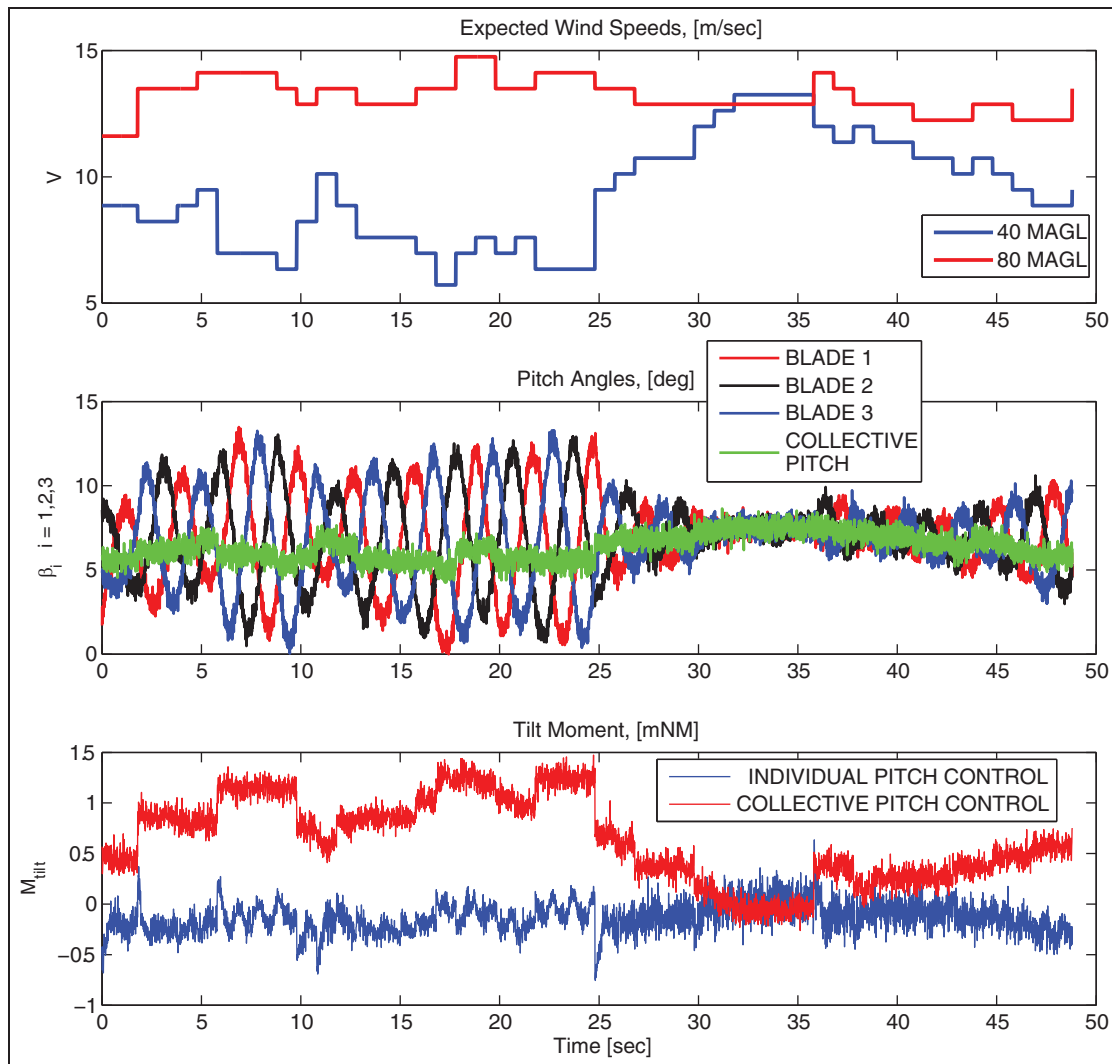 Expected Wind Speeds, [m/sec]
15
10
5
V
0 5 10 15 20 25 30 35 40 45 50
40 MAGL
80 MAGL
Pitch Angles, [deg]
BLADE 1
BLADE 2
BLADE 3
COLLECTIVE
PITCH
15
10
5
0
βi i = 1,2,3
0 5 10 15 20 25 30 35 40 45 50
Tilt Moment, [mNM]
INDIVIDUAL PITCH CONTROL
COLLECTIVE PITCH CONTROL
15
1
05
0
−05
−1
Mtilt
0 5 10 15 20 25 30 35 40 45 50
Time [sec]